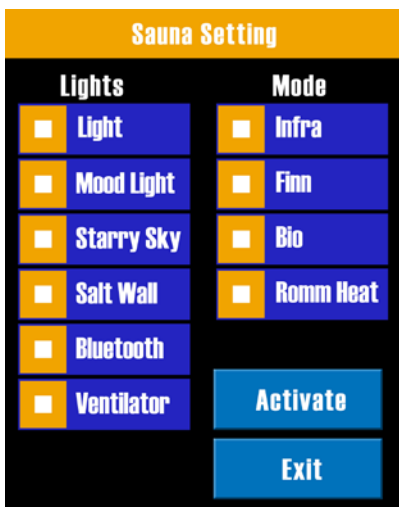 Sauna Setting
Lights
Light
Mood Light
Starry Sky
Salt Wall
Bluetooth
Ventilator
Mode
Infra
Finn
Bio
Romm Heat
Activate
Exit